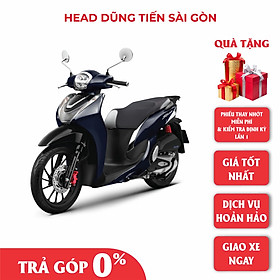 HEAD DŨNG TIẾN SÀI GÒN
QUÀ TẶNG
PHIẾU THAY NHỚT
MIỄN PHÍ
& KIỂM TRA ĐỊNH KỲ
LẦN 1
GIÁ TỐT
NHẤT
DỊCH VỤ
HOÀN HẢO
GIAO XE
NGAY
TRẢ GÓP 0%